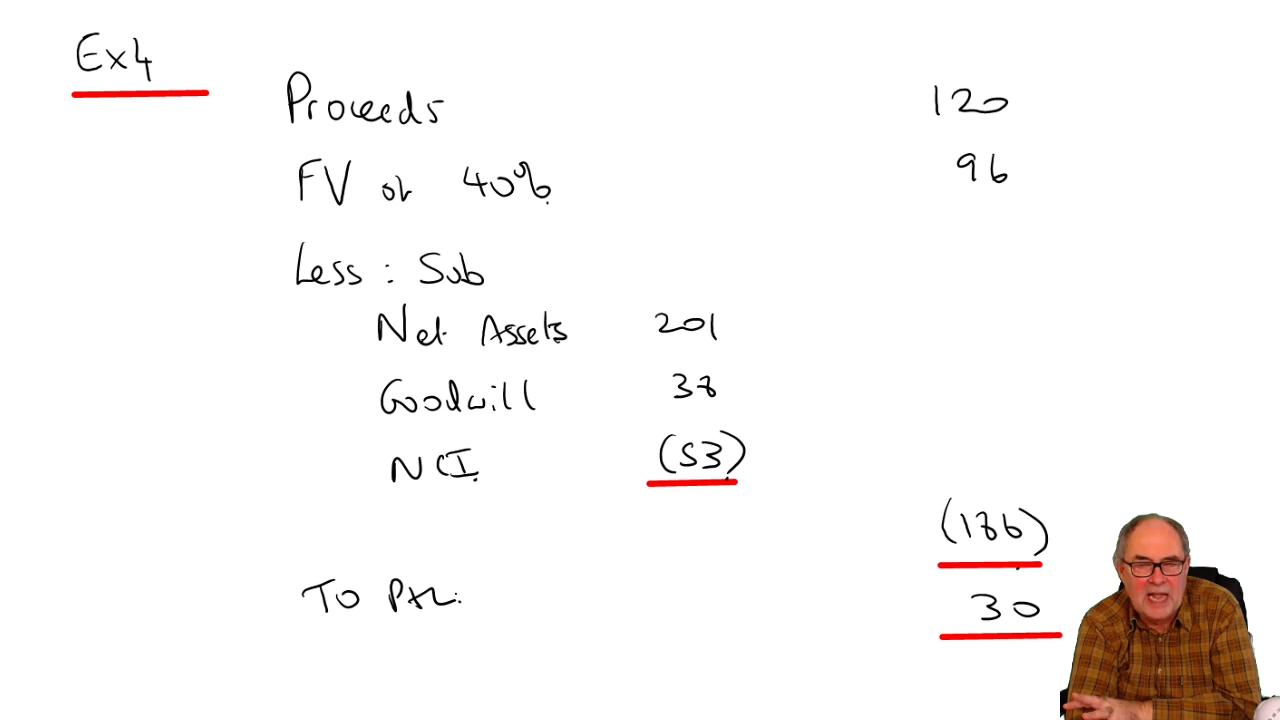 Ex4
Proceeds 120
FV of 40% 96
Less : Sub
Net Assets 201
Goodwill 38
NCI (53)
(186)
To P&L 30